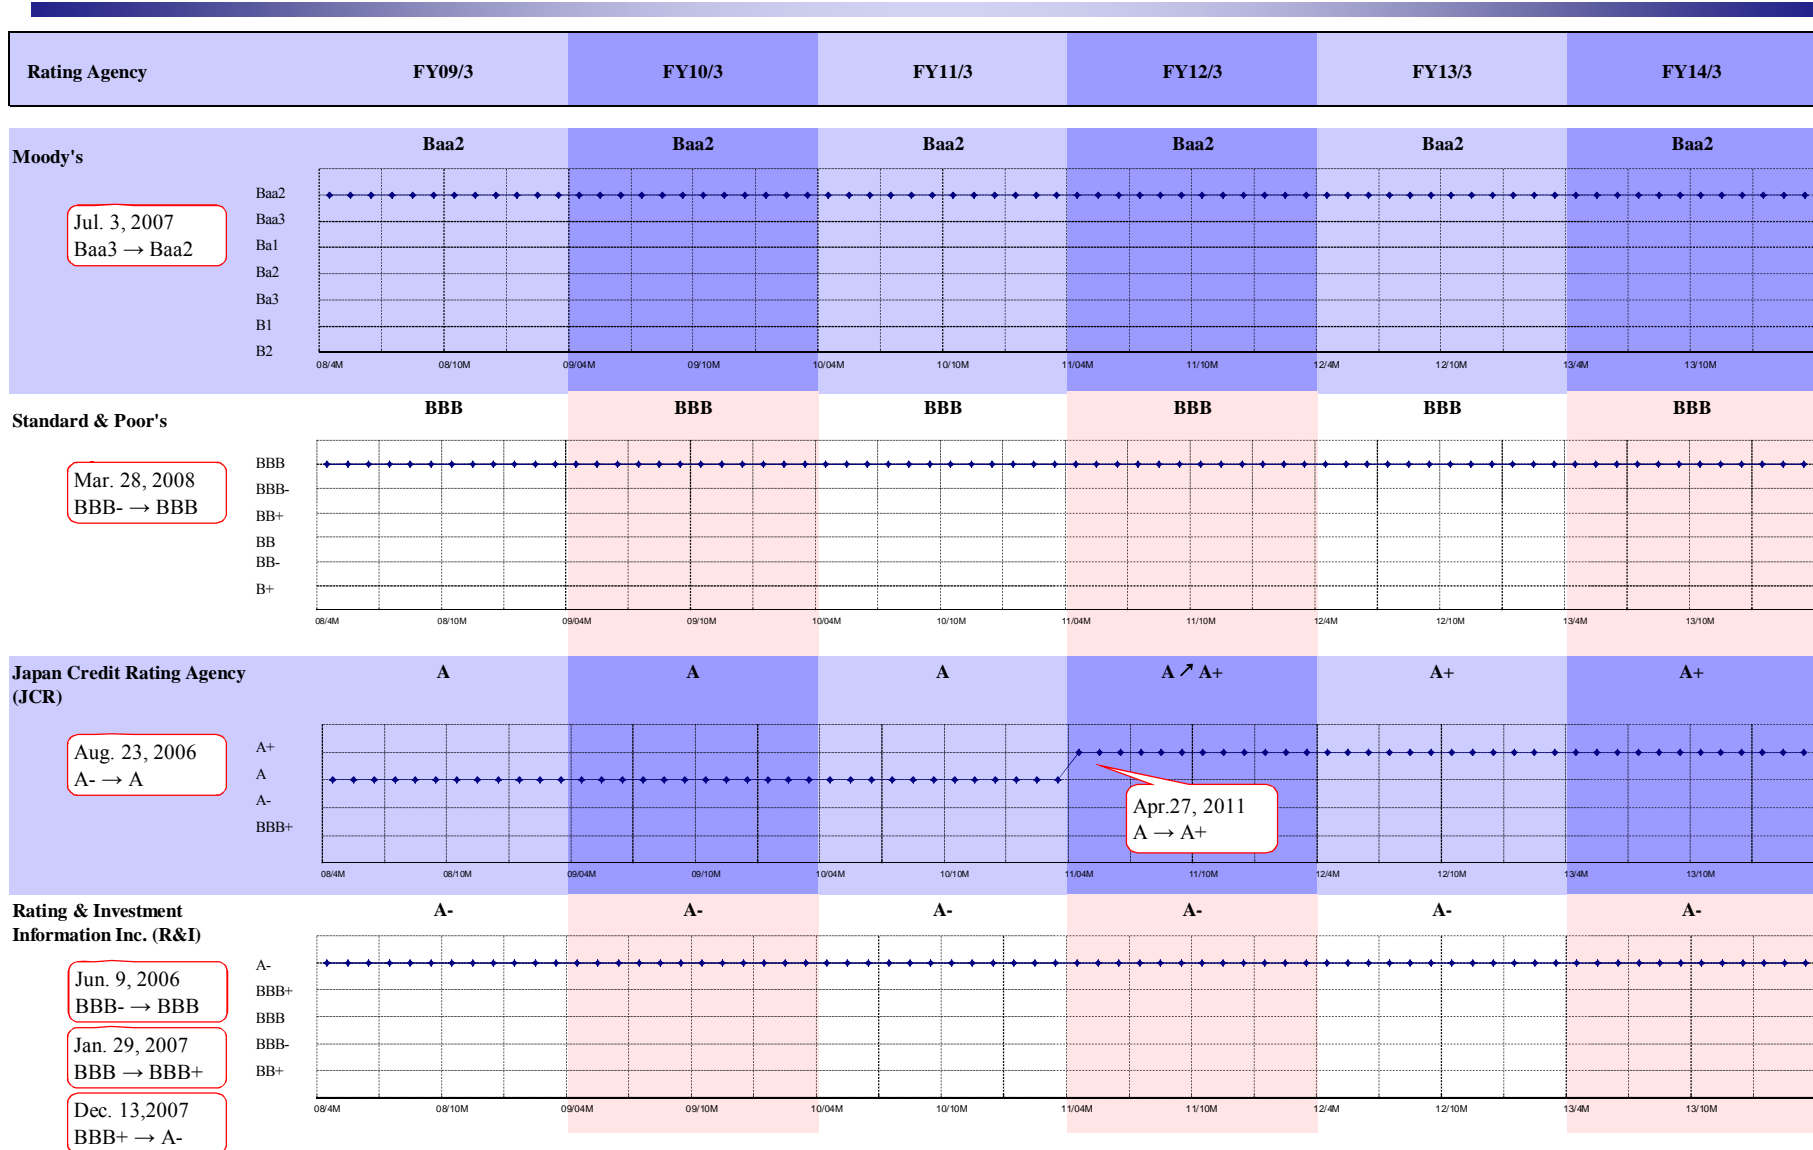 Rating Agency FY09/3 FY10/3 FY11/3 FY12/3 FY13/3 FY14/3
Moody's
Baa2 Baa2 Baa2 Baa2 Baa2 Baa2
Jul. 3, 2007
Baa3 → Baa2
Baa2
Baa3
Ba1
Ba2
Ba3
B1
B2
08/4M 08/10M 09/04M 09/10M 10/04M 10/10M 11/04M 11/10M 12/4M 12/10M 13/4M 13/10M
Standard & Poor's
BBB BBB BBB BBB BBB BBB
Mar. 28, 2008
BBB- → BBB
BBB
BBB-
BB+
BB
BB-
B+
08/4M 08/10M 09/04M 09/10M 10/04M 10/10M 11/04M 11/10M 12/4M 12/10M 13/4M 13/10M
Japan Credit Rating Agency
(JCR)
A A A A ↗ A+ A+ A+
Aug. 23, 2006
A- → A
A+
A
A-
BBB+
Apr.27, 2011
A → A+
08/4M 08/10M 09/04M 09/10M 10/04M 10/10M 11/04M 11/10M 12/4M 12/10M 13/4M 13/10M
Rating & Investment
Information Inc. (R&I)
A- A- A- A- A- A-
Jun. 9, 2006
BBB- → BBB
Jan. 29, 2007
BBB → BBB+
Dec. 13,2007
BBB+ → A-
A-
BBB+
BBB
BBB-
BB+
08/4M 08/10M 09/04M 09/10M 10/04M 10/10M 11/04M 11/10M 12/4M 12/10M 13/4M 13/10M